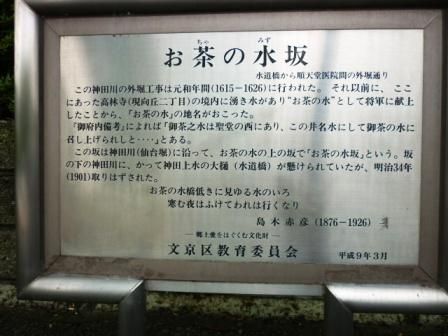 お茶の水坂
ちゃ みず
水道橋から順天堂医院間の外堀通り
この神田川の外堀工事は元和年間(1615－1626)に行われた。それ以前に、ここ
にあった高林寺(現向丘二丁目)の境内に湧き水があり"お茶の水"として将軍に献上
したことから、「お茶の水」の地名がおこった。
『御府内備考』によれば「御茶之水は聖堂の西にあり、この井名水にして御茶の水に
召し上げられしと・・・・」とある。
この坂は神田川(仙台堀)に沿って、お茶の水の上の坂で「お茶の水坂」という。坂
の下の神田川に、かって神田上水の大樋(水道橋)が懸けられていたが、明治34年
(1901)取りはずされた。
お茶の水橋低きに見ゆる水のいろ
寒む夜はふけてわれは行くなり
島木赤彦(1876－1926)
―郷土愛をはぐくむ文化財―
文京区教育委員会 平成9年3月